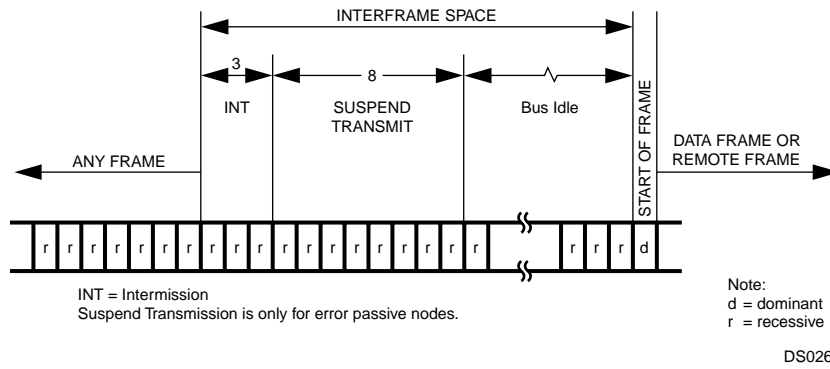 INTERFRAME SPACE
3
8
INT
SUSPEND
TRANSMIT
Bus Idle
START OF FRAME
ANY FRAME
DATA FRAME OR
REMOTE FRAME
r r r r r r r r r r r r r r r r r r r r r r d
INT = Intermission
Suspend Transmission is only for error passive nodes.
Note:
d = dominant
r = recessive
DS026